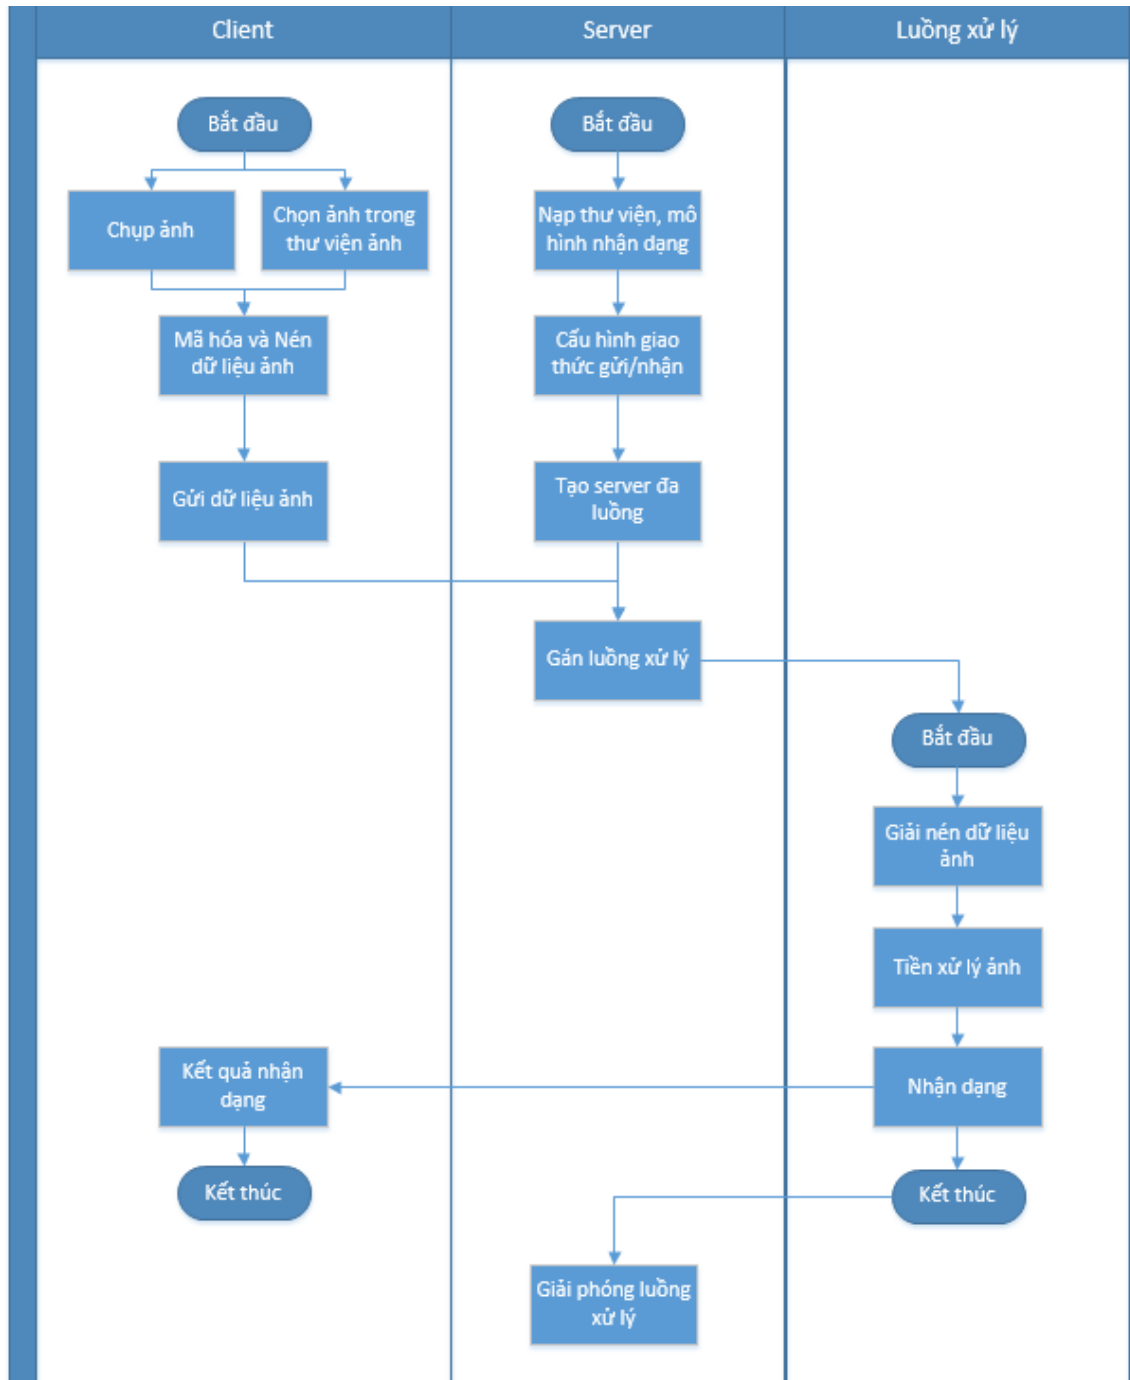 Client
Server
Luồng xử lý
Bắt đầu
Bắt đầu
Chụp ảnh
Chọn ảnh trong
thư viện ảnh
Nạp thư viện, mô
hình nhận dạng
Mã hóa và Nén
dữ liệu ảnh
Cấu hình giao
thức gửi/nhận
Gửi dữ liệu ảnh
Tạo server đa
luồng
Gán luồng xử lý
Bắt đầu
Giải nén dữ liệu
ảnh
Tiền xử lý ảnh
Kết quả nhận
dạng
Nhận dạng
Kết thúc
Kết thúc
Giải phóng luồng
xử lý